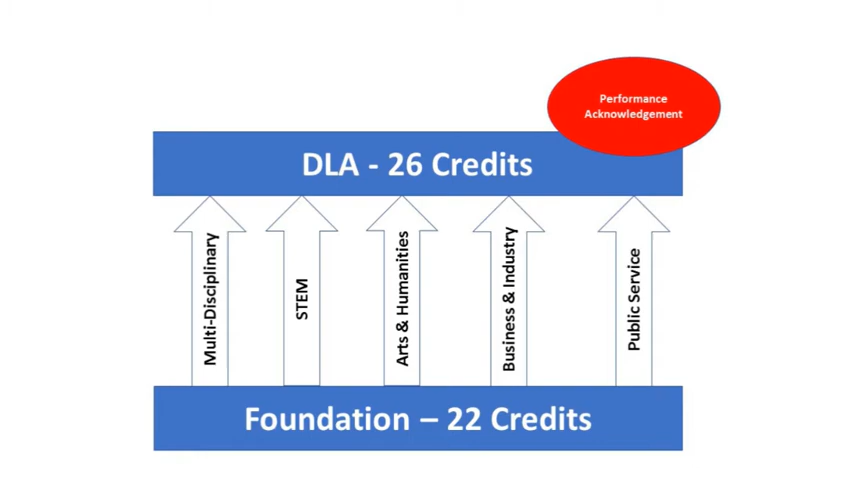 Performance
Acknowledgement
DLA - 26 Credits
Multi-Disciplinary
STEM
Arts & Humanities
Business & Industry
Public Service
Foundation – 22 Credits